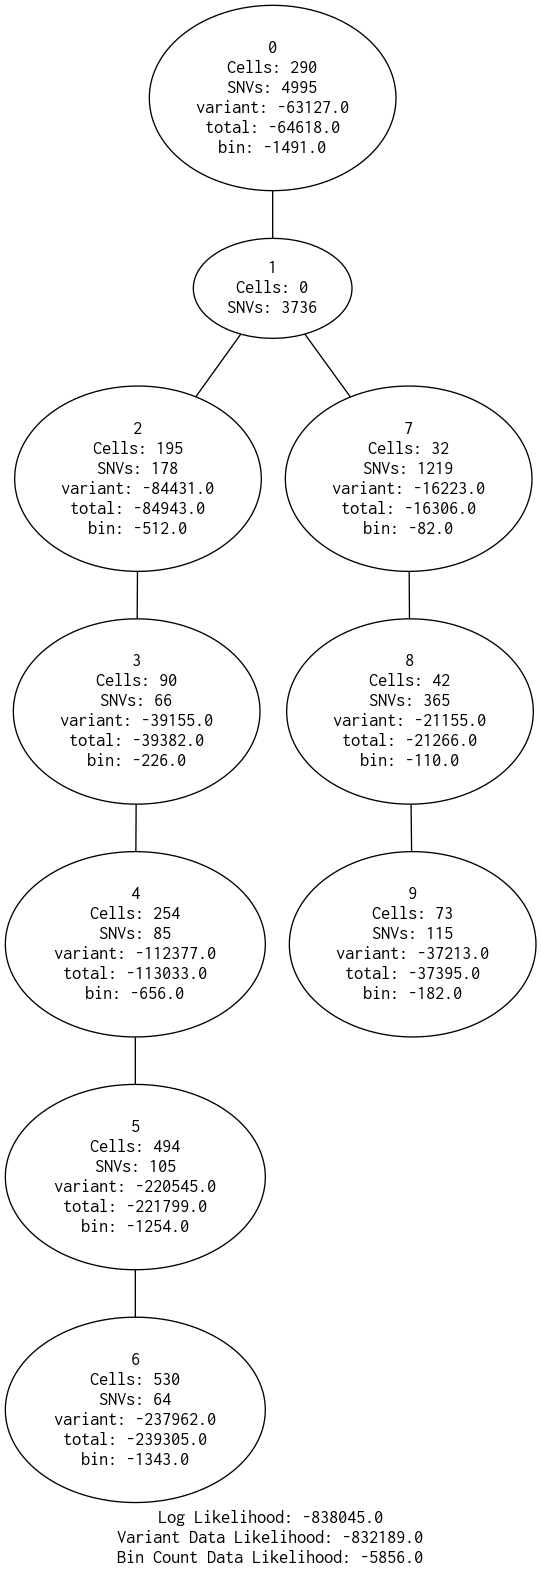 0
Cells: 290
SNVs: 4995
variant: -63127.0
total: -64618.0
bin: -1491.0
1
Cells: 0
SNVs: 3736
2
Cells: 195
SNVs: 178
variant: -84431.0
total: -84943.0
bin: -512.0
7
Cells: 32
SNVs: 1219
variant: -16223.0
total: -16306.0
bin: -82.0
3
Cells: 90
SNVs: 66
variant: -39155.0
total: -39382.0
bin: -226.0
8
Cells: 42
SNVs: 365
variant: -21155.0
total: -21266.0
bin: -110.0
4
Cells: 254
SNVs: 85
variant: -112377.0
total: -113033.0
bin: -656.0
9
Cells: 73
SNVs: 115
variant: -37213.0
total: -37395.0
bin: -182.0
5
Cells: 494
SNVs: 105
variant: -220545.0
total: -221799.0
bin: -1254.0
6
Cells: 530
SNVs: 64
variant: -237962.0
total: -239305.0
bin: -1343.0
Log Likelihood: -838045.0
Variant Data Likelihood: -832189.0
Bin Count Data Likelihood: -5856.0